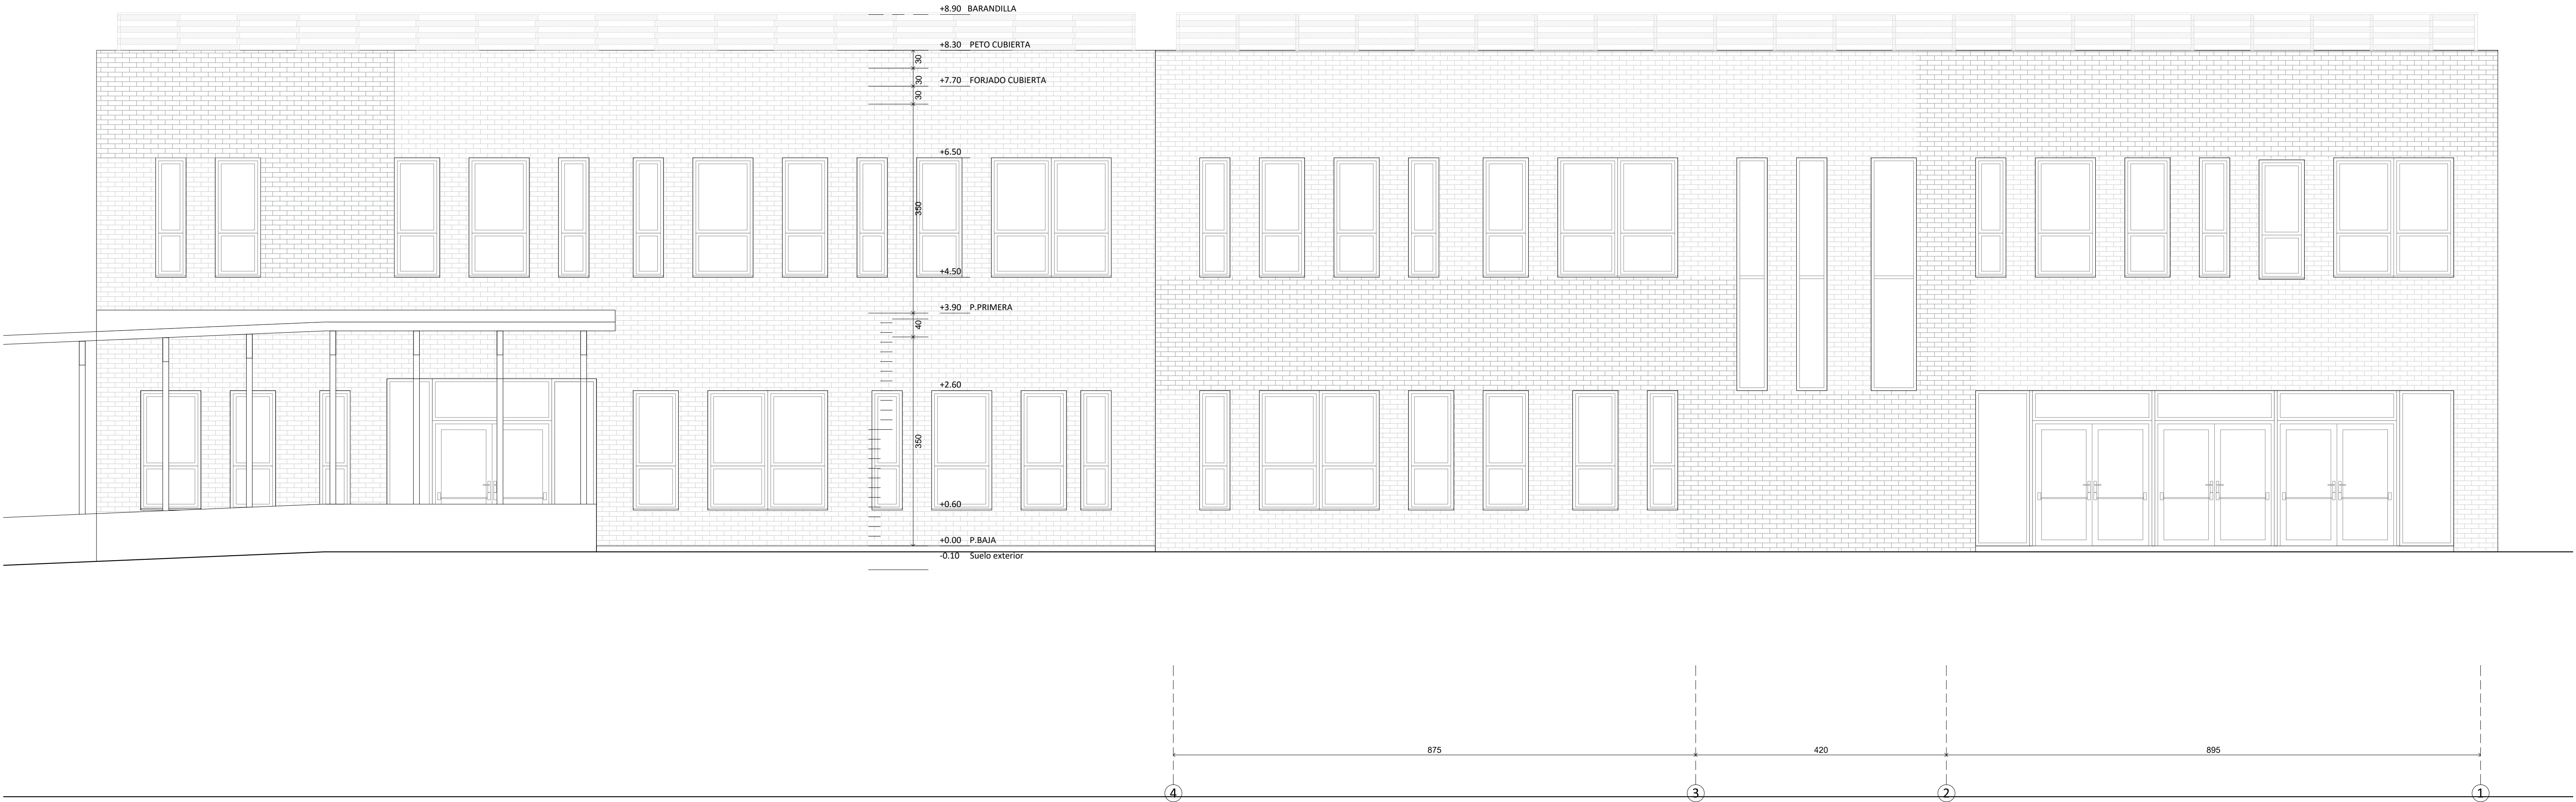 +8.90 BARANDILLA
+8.30 PETO CUBIERTA
30
30
+7.70 FORJADO CUBIERTA
30
+6.50
350
+4.50
+3.90 P.PRIMERA
40
+2.60
350
+0.60
+0.00 P.BAJA
-0.10 Suelo exterior
875 420 895
4 3 2 1